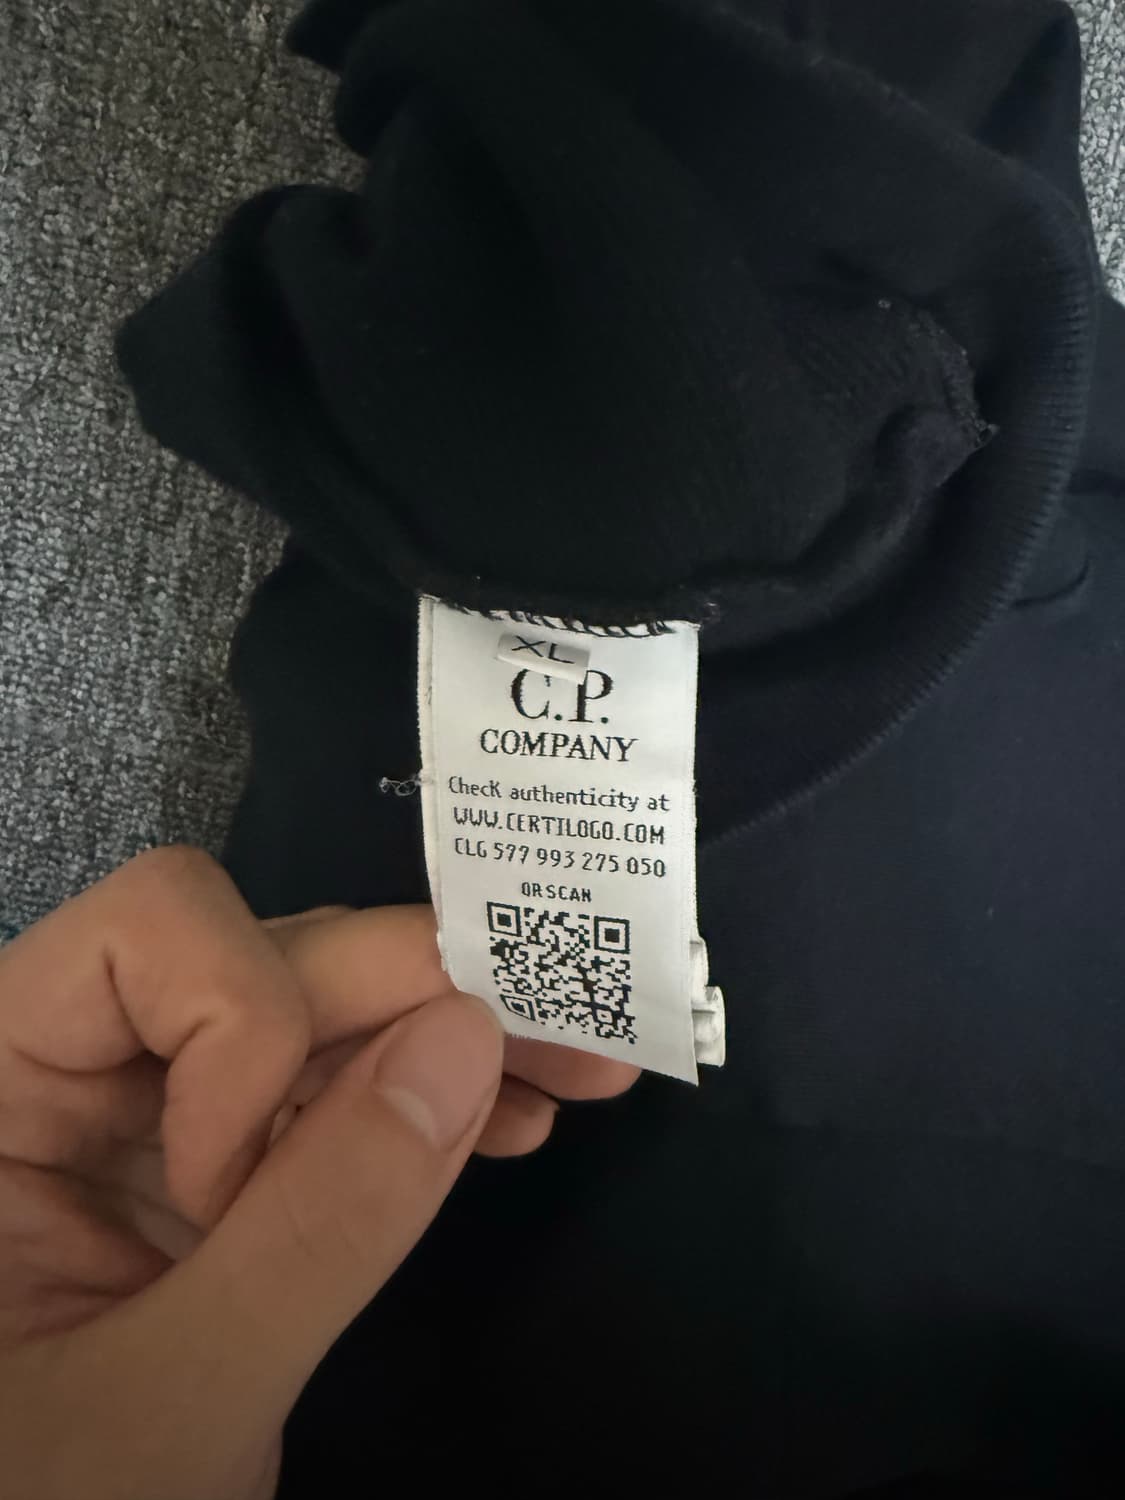 XL
C.P.
COMPANY
Check authenticity at
WWW.CERTILOGO.COM
CLG 577 993 275 050
OR SCAN